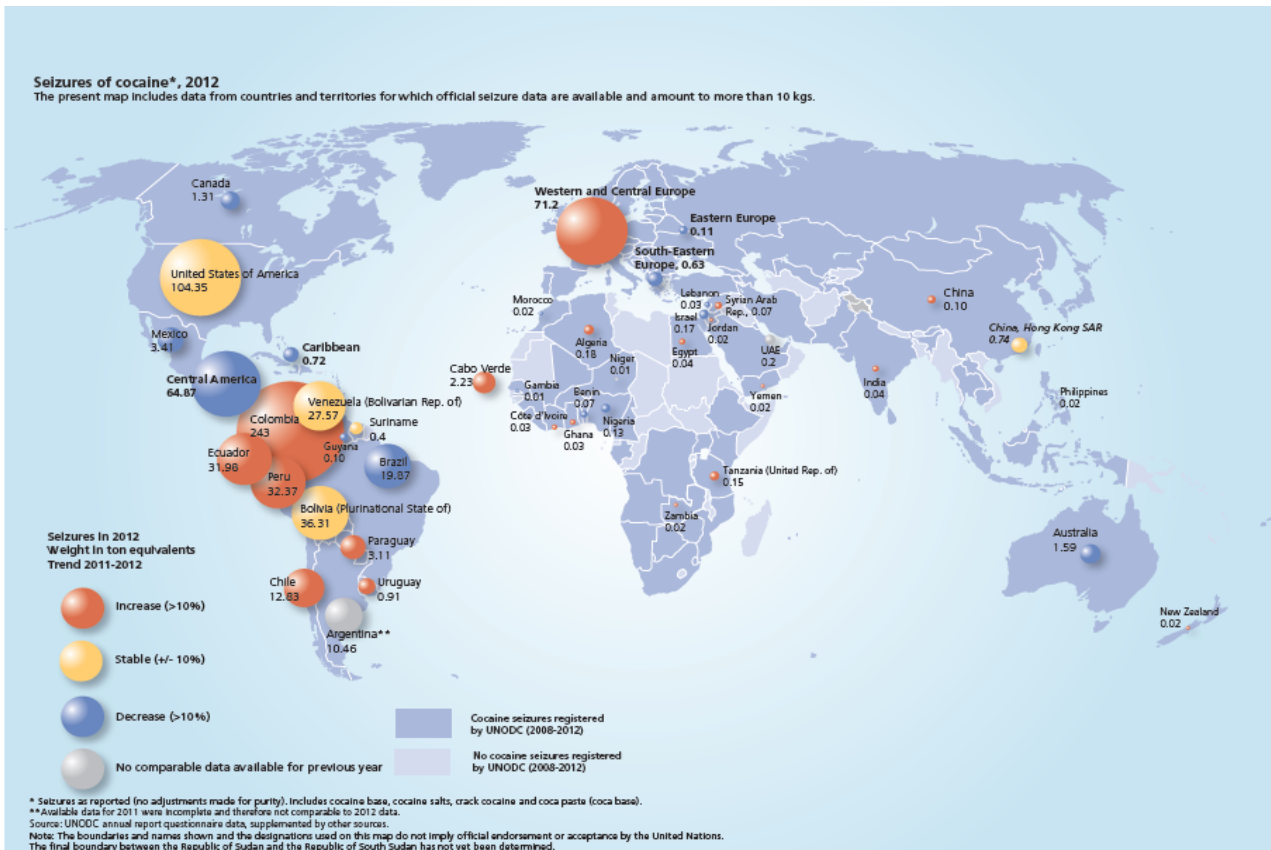 Seizures of cocaine*, 2012
The present map includes data from countries and territories for which official seizure data are available and amount to more than 10 kgs.
Canada
1.31
United States of America
104.35
Mexico
3.41
Caribbean
0.72
Central America
64.87
Venezuela (Bolivarian Rep. of)
27.57
Colombia
243
Suriname
0.4
Guyana
0.10
Ecuador
31.98
Peru
32.37
Brazil
19.87
Bolivia (Plurinational State of)
36.31
Paraguay
3.11
Chile
12.83
Uruguay
0.91
Argentina**
10.46
Western and Central Europe
71.2
Eastern Europe
0.11
South-Eastern
Europe, 0.63
Morocco
0.02
Algeria
0.18
Niger
0.01
Lebanon
0.03
Syrian Arab
Rep., 0.07
Israel
0.17
Jordan
0.02
Egypt
0.04
UAE
0.2
Yemen
0.02
Cabo Verde
2.23
Gambia
0.01
Benin
0.07
Côte d'Ivoire
0.03
Ghana
0.03
Nigeria
0.13
Tanzania (United Rep. of)
0.15
Zambia
0.02
China
0.10
China, Hong Kong SAR
0.74
India
0.04
Philippines
0.02
Australia
1.59
New Zealand
0.02
Seizures in 2012
Weight in ton equivalents
Trend 2011-2012
Increase (>10%)
Stable (+/- 10%)
Decrease (>10%)
No comparable data available for previous year
Cocaine seizures registered
by UNODC (2008-2012)
No cocaine seizures registered
by UNODC (2008-2012)
* Seizures as reported (no adjustments made for purity). Includes cocaine base, cocaine salts, crack cocaine and coca paste (coca base).
**Available data for 2011 were incomplete and therefore not comparable to 2012 data.
Source: UNODC annual report questionnaire data, supplemented by other sources.
Note: The boundaries and names shown and the designations used on this map do not imply official endorsement or acceptance by the United Nations.
The final boundary between the Republic of Sudan and the Republic of South Sudan has not yet been determined.